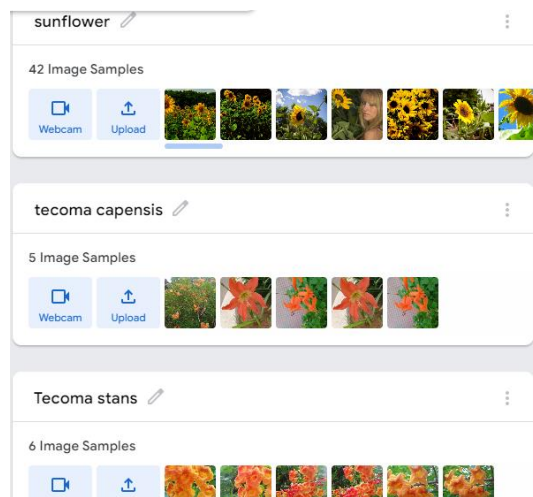 sunflower
42 Image Samples
Webcam
Upload
tecoma capensis
5 Image Samples
Webcam
Upload
Tecoma stans
6 Image Samples